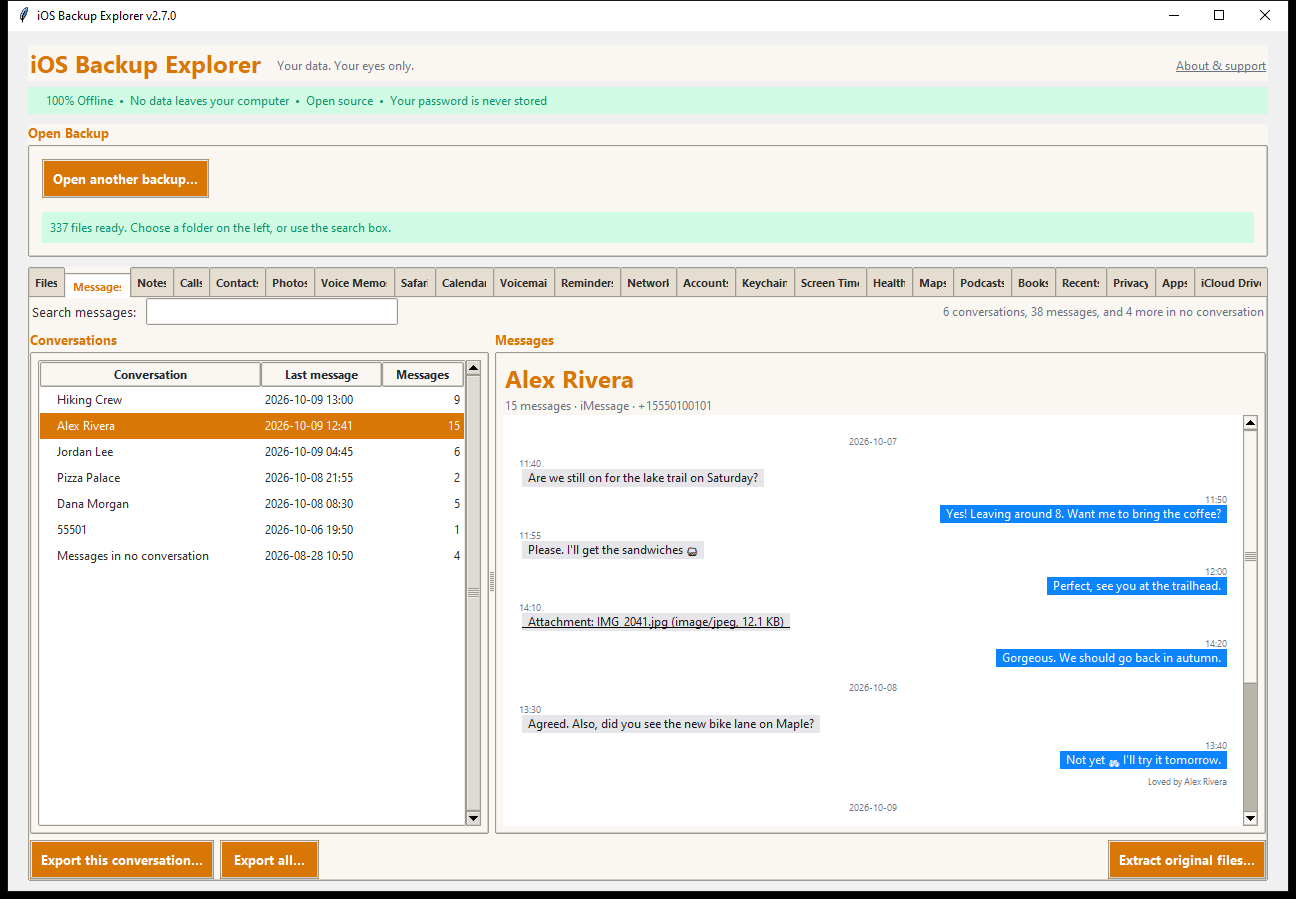 iOS Backup Explorer v2.7.0
iOS Backup Explorer Your data. Your eyes only. About & support
100% Offline • No data leaves your computer • Open source • Your password is never stored
Open Backup
Open another backup...
337 files ready. Choose a folder on the left, or use the search box.
Files Messages Notes Calls Contacts Photos Voice Memo Safari Calendar Voicemai Reminders Network Accounts Keychain Screen Time Health Maps Podcasts Books Recents Privacy Apps iCloud Drive
Search messages: 6 conversations, 38 messages, and 4 more in no conversation
Conversations
Conversation Last message Messages
Hiking Crew 2026-10-09 13:00 9
Alex Rivera 2026-10-09 12:41 15
Jordan Lee 2026-10-09 04:45 6
Pizza Palace 2026-10-08 21:55 2
Dana Morgan 2026-10-08 08:30 5
55501 2026-10-06 19:50 1
Messages in no conversation 2026-08-28 10:50 4
Messages
Alex Rivera
15 messages · iMessage · +15550100101
2026-10-07
11:40
Are we still on for the lake trail on Saturday?
11:50
Yes! Leaving around 8. Want me to bring the coffee?
11:55
Please. I'll get the sandwiches 🥪
12:00
Perfect, see you at the trailhead.
14:10
Attachment: IMG_2041.jpg (image/jpeg, 12.1 KB)
14:20
Gorgeous. We should go back in autumn.
2026-10-08
13:30
Agreed. Also, did you see the new bike lane on Maple?
13:40
Not yet 🚲 I'll try it tomorrow.
Loved by Alex Rivera
2026-10-09
Export this conversation... Export all... Extract original files...